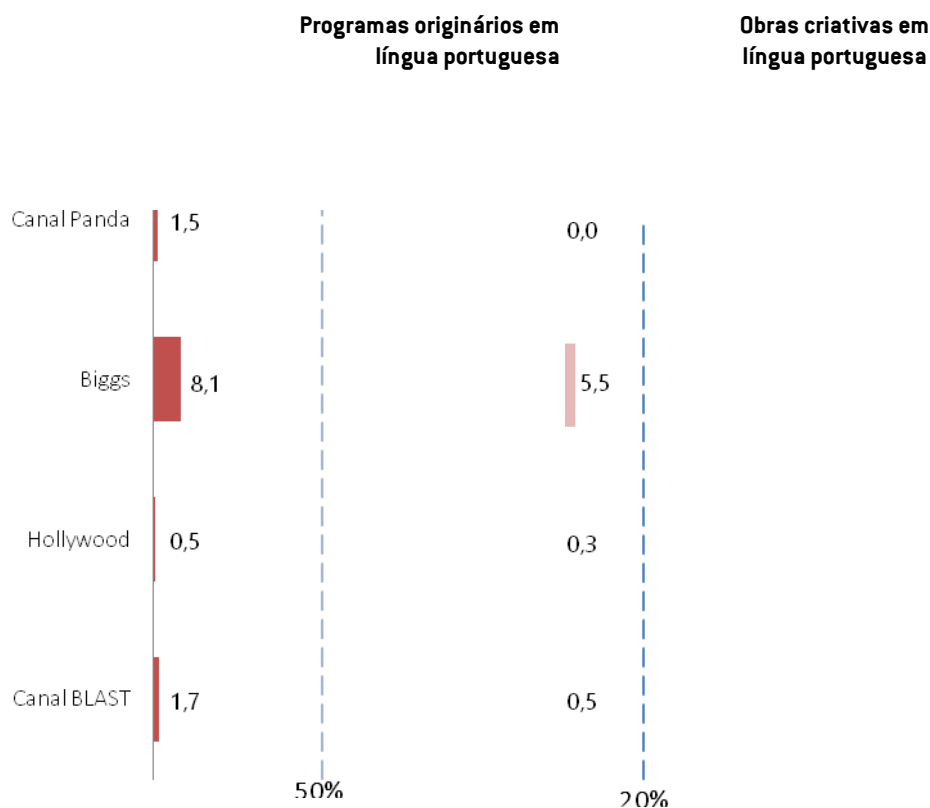 Programas originários em
língua portuguesa
Obras criativas em
língua portuguesa
Canal Panda 1,5 0,0
Biggs 8,1 5,5
Hollywood 0,5 0,3
Canal BLAST 1,7 0,5
50% 20%